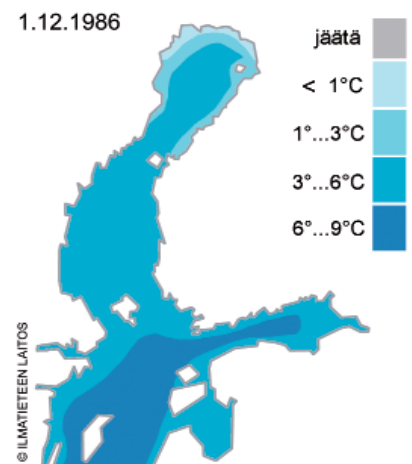 1.12.1986
jäätä
< 1°C
1°...3°C
3°...6°C
6°...9°C
© ILMATIETEEN LAITOS